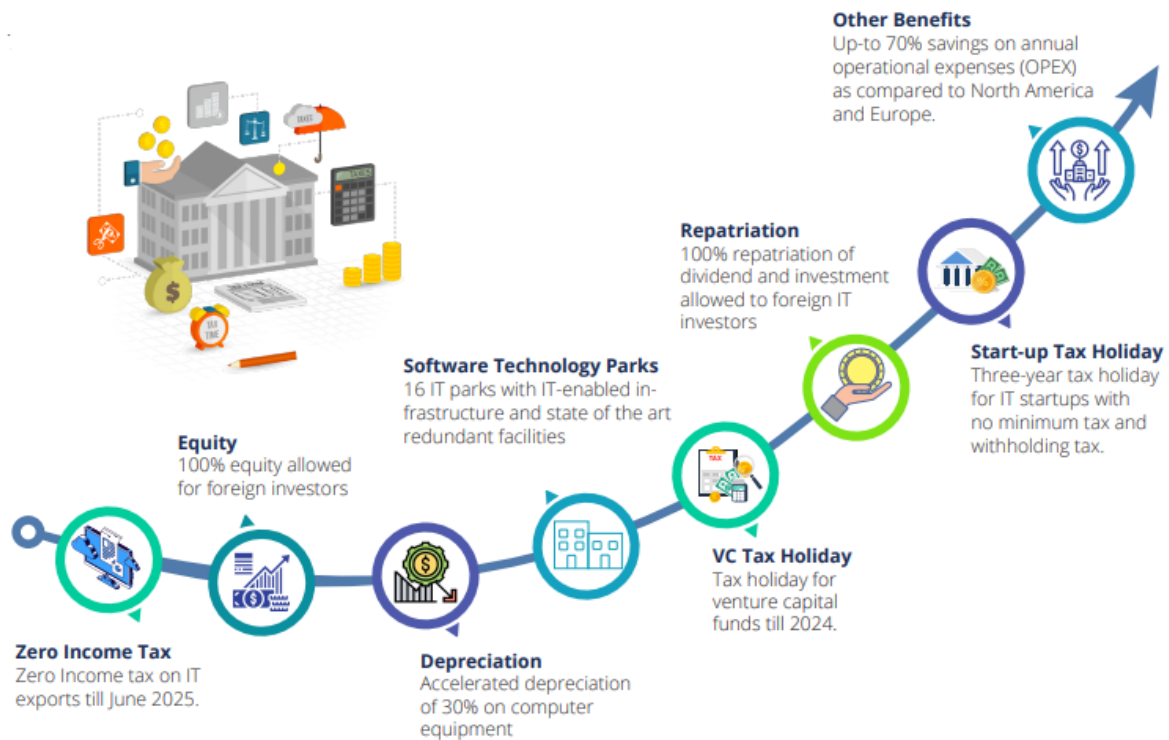 Other Benefits
Up-to 70% savings on annual
operational expenses (OPEX)
as compared to North America
and Europe.
TAXES
TAXES
TAX
TIME
Repatriation
100% repatriation of
dividend and investment
allowed to foreign IT
investors
Start-up Tax Holiday
Three-year tax holiday
for IT startups with
no minimum tax and
withholding tax.
Software Technology Parks
16 IT parks with IT-enabled in-
frastructure and state of the art
redundant facilities
Equity
100% equity allowed
for foreign investors
TAX
VC Tax Holiday
Tax holiday for
venture capital
funds till 2024.
Zero Income Tax
Zero Income tax on IT
exports till June 2025.
Depreciation
Accelerated depreciation
of 30% on computer
equipment